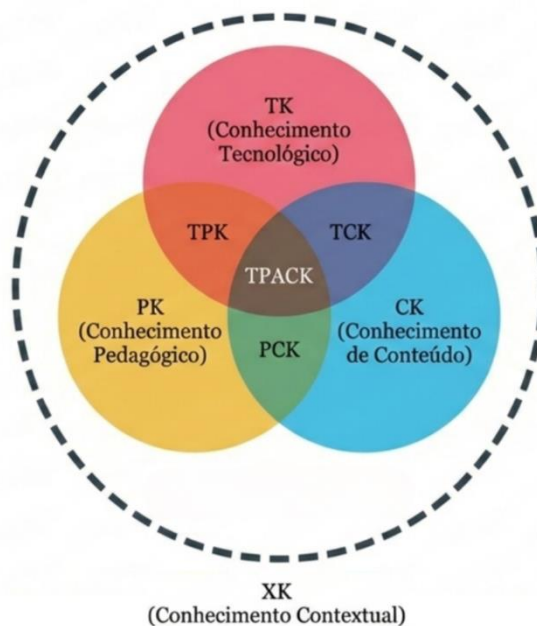 TK
(Conhecimento
Tecnológico)
TPK
TCK
TPACK
PK
(Conhecimento
Pedagógico)
CK
(Conhecimento
de Conteúdo)
PCK
XK
(Conhecimento Contextual)